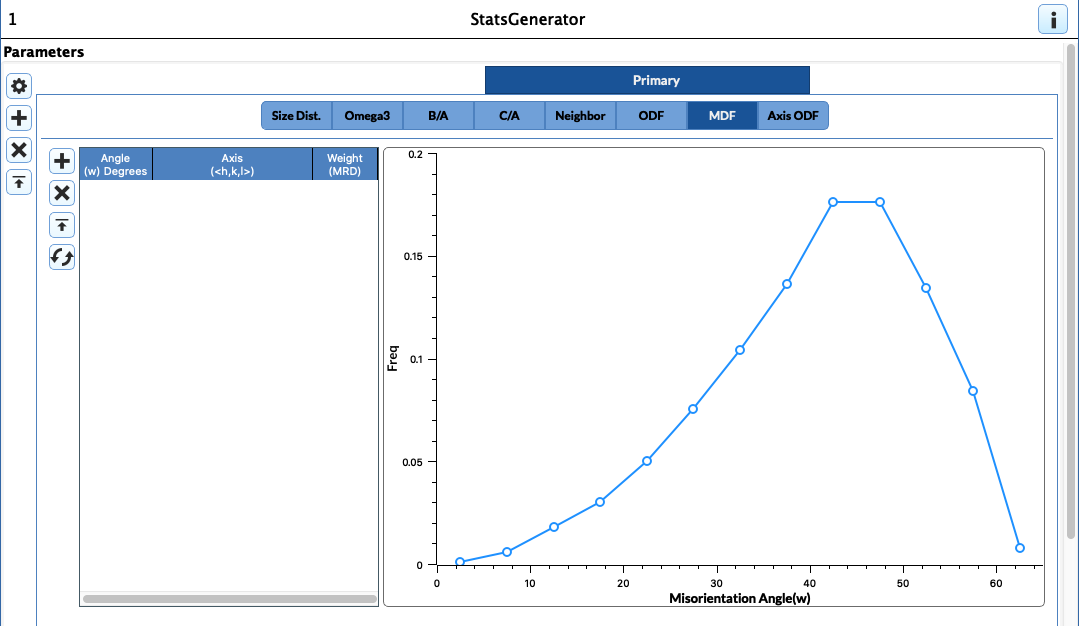 1
StatsGenerator
Parameters
Primary
Size Dist.
Omega3
B/A
C/A
Neighbor
ODF
MDF
Axis ODF
Angle
(w) Degrees
Axis
(<h,k,l>)
Weight
(MRD)
0.2
0.15
0.1
0.05
0
Freq
0 10 20 30 40 50 60
Misorientation Angle(w)